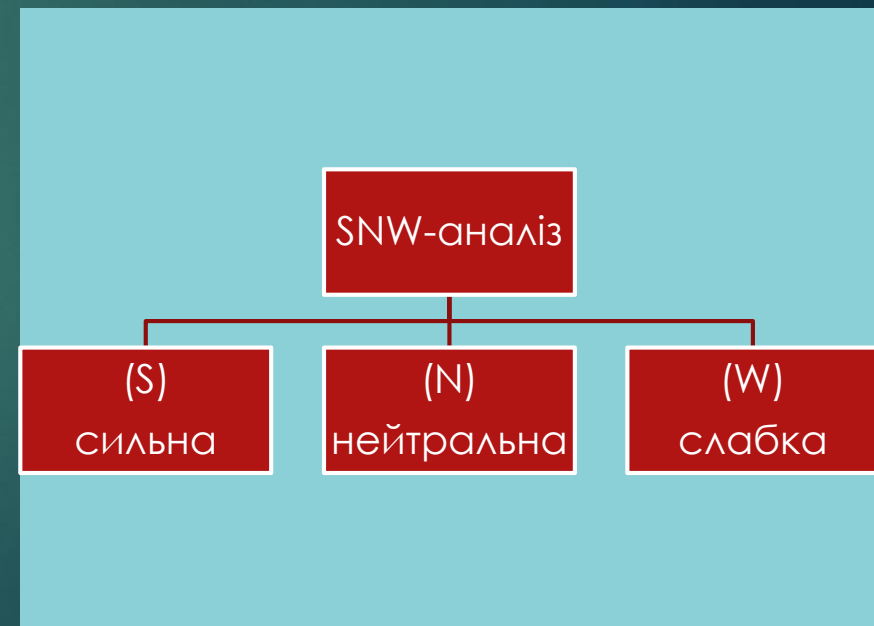 SNW-аналіз
(S)
сильна
(N)
нейтральна
(W)
слабка